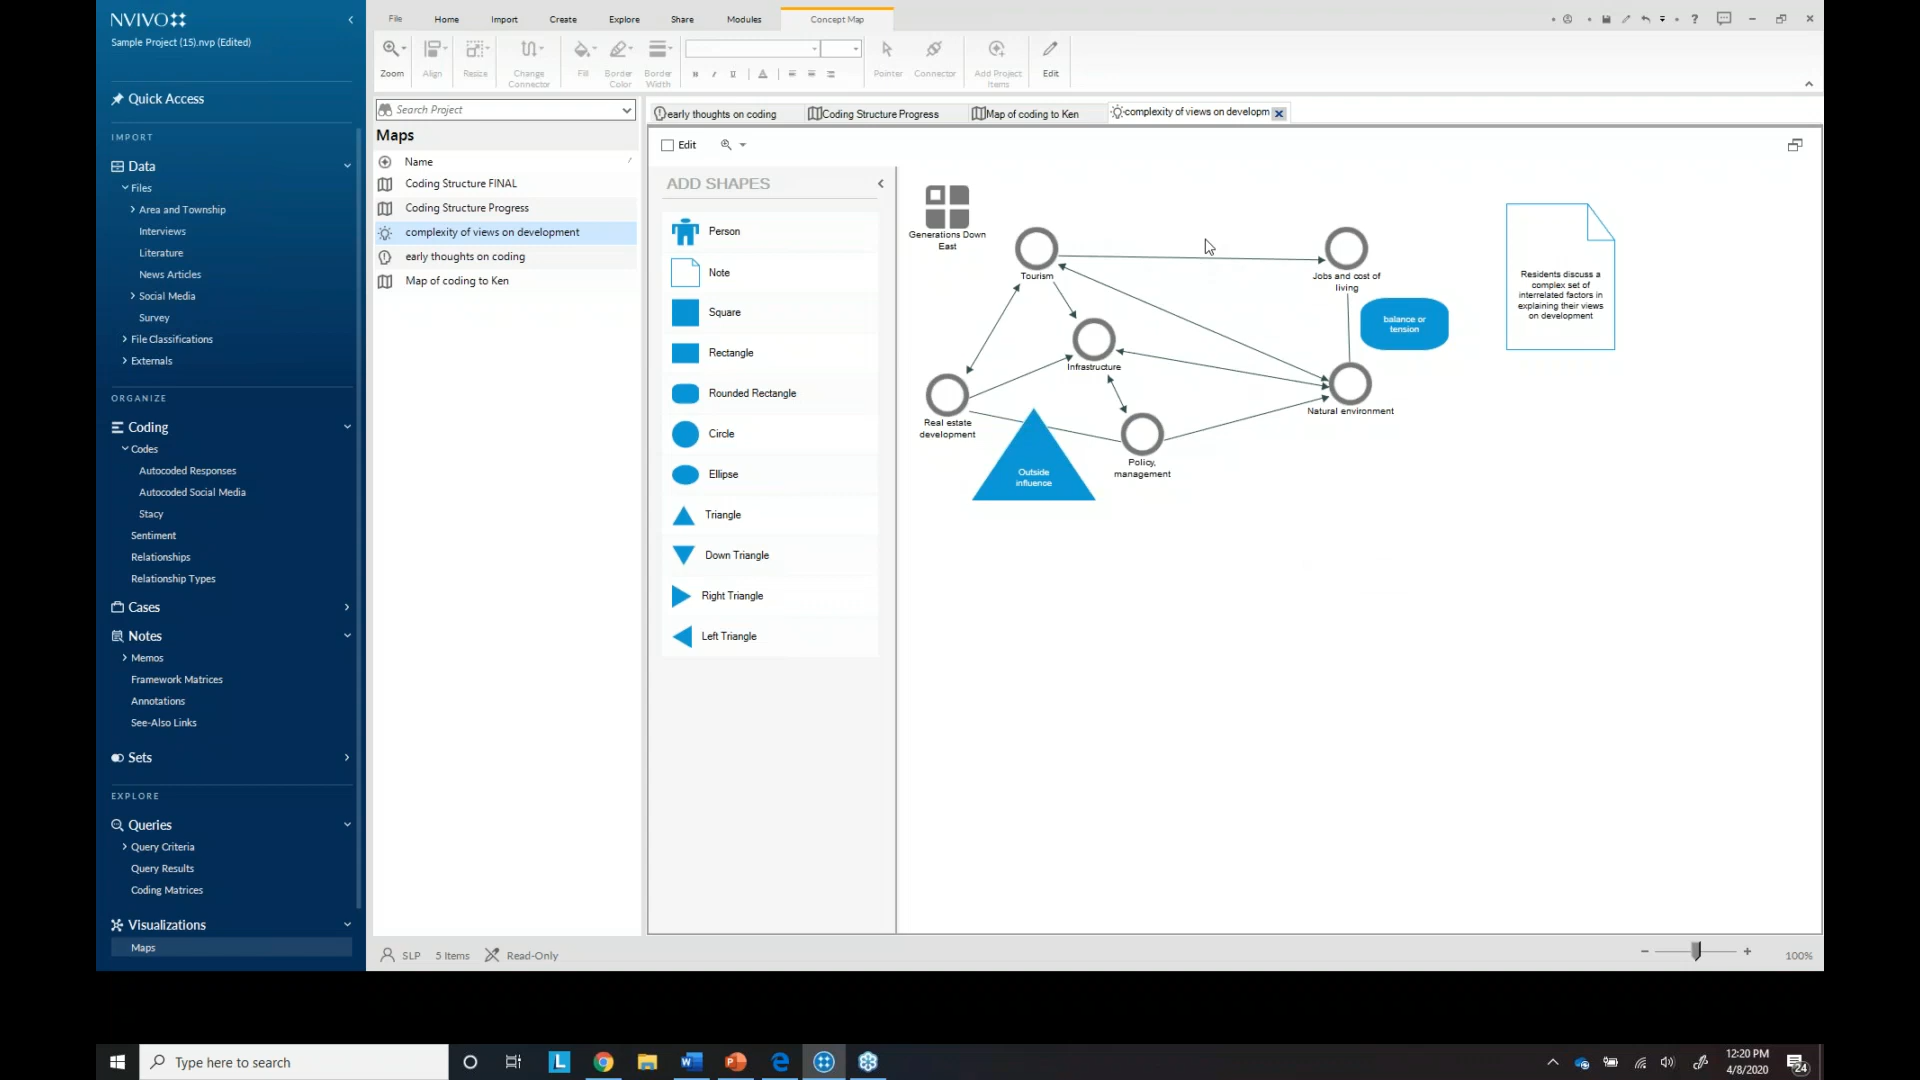 NVIVO
Sample Project (15).nvp (Edited)
Quick Access
IMPORT
Data
Files
Area and Township
Interviews
Literature
News Articles
Social Media
Survey
File Classifications
Externals
ORGANIZE
Coding
Codes
Autocoded Responses
Autocoded Social Media
Stacy
Sentiment
Relationships
Relationship Types
Cases
Notes
Memos
Framework Matrices
Annotations
See-Also Links
Sets
EXPLORE
Queries
Query Criteria
Query Results
Coding Matrices
Visualizations
Maps
File Home Import Create Explore Share Modules Concept Map
Zoom Align Resize Change Connector Fill Border Color Border Width Pointer Connector Add Project Items Edit
Search Project
Maps
Name
Coding Structure FINAL
Coding Structure Progress
complexity of views on development
early thoughts on coding
Map of coding to Ken
early thoughts on coding Coding Structure Progress Map of coding to Ken complexity of views on developm
Edit
ADD SHAPES
Person
Note
Square
Rectangle
Rounded Rectangle
Circle
Ellipse
Triangle
Down Triangle
Right Triangle
Left Triangle
Generations Down
East
Tourism
Jobs and cost of
living
balance or
tension
Residents discuss a
complex set of
interrelated factors in
explaining their views
on development
Infrastructure
Natural environment
Real estate
development
Outside
influence
Policy,
management
SLP 5 Items Read-Only
100%
Type here to search
12:20 PM
4/8/2020
24